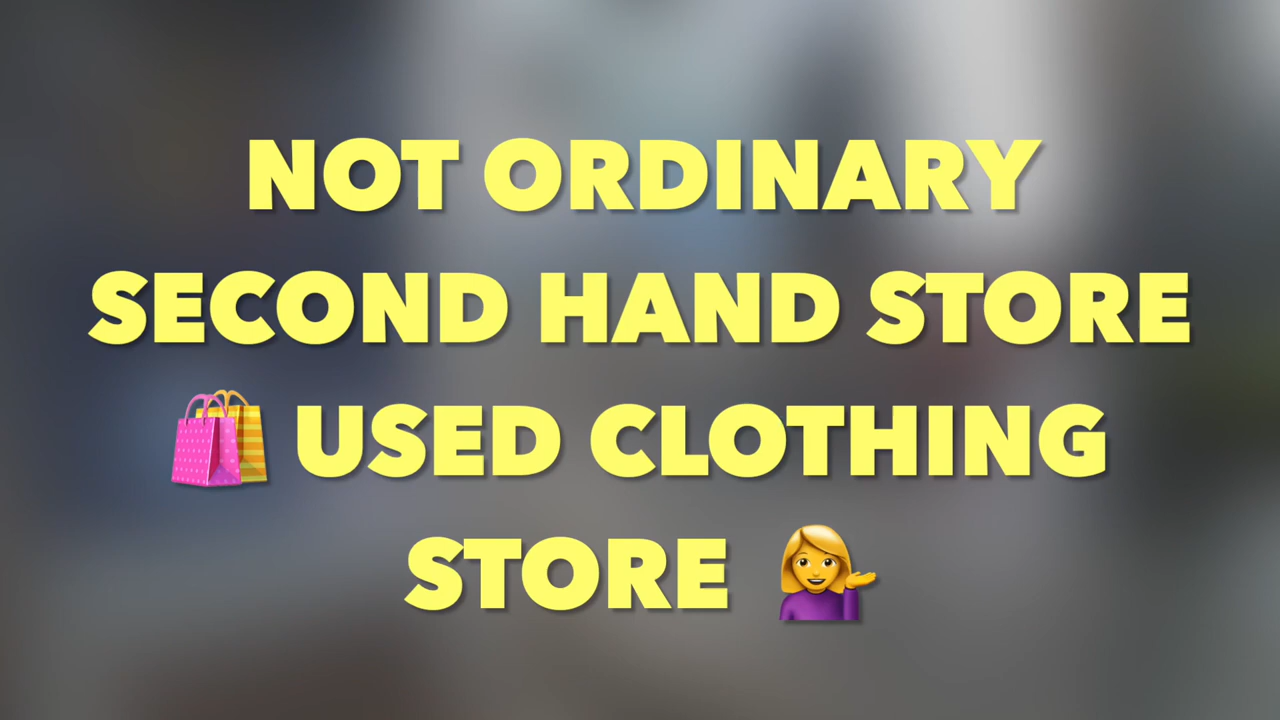 NOT ORDINARY
SECOND HAND STORE
🛍️ USED CLOTHING
STORE 💁‍♀️